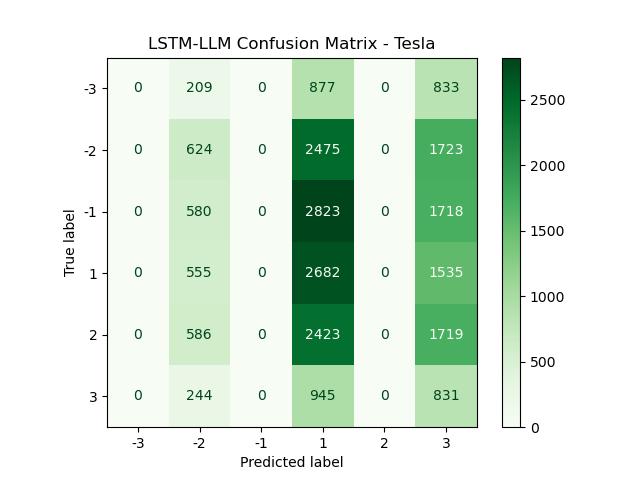 LSTM-LLM Confusion Matrix - Tesla
-3 0 209 0 877 0 833
-2 0 624 0 2475 0 1723
-1 0 580 0 2823 0 1718
1 0 555 0 2682 0 1535
2 0 586 0 2423 0 1719
3 0 244 0 945 0 831
-3 -2 -1 1 2 3
Predicted label
True label
2500
2000
1500
1000
500
0